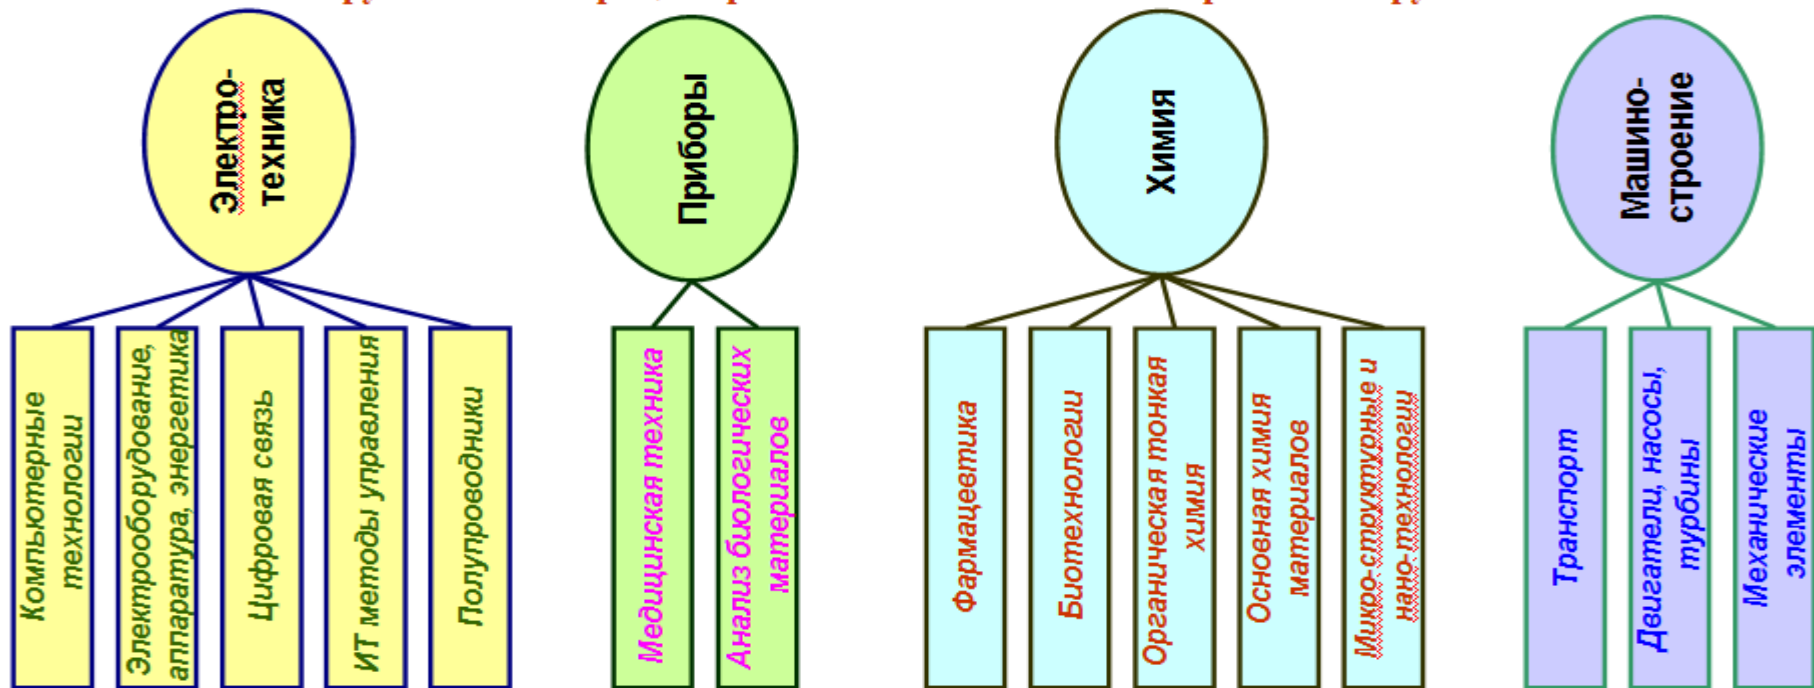 Электро-
техника
Компьютерные
технологии
Электрооборудование,
аппаратура, энергетика
Цифровая связь
ИТ методы управления
Полупроводники
Приборы
Медицинская техника
Анализ биологических
материалов
Химия
Фармацевтика
Биотехнологии
Органическая тонкая
химия
Основная химия
материалов
Микро-структурные и
нано-технологии
Машино-
строение
Транспорт
Двигатели, насосы,
турбины
Механические
элементы